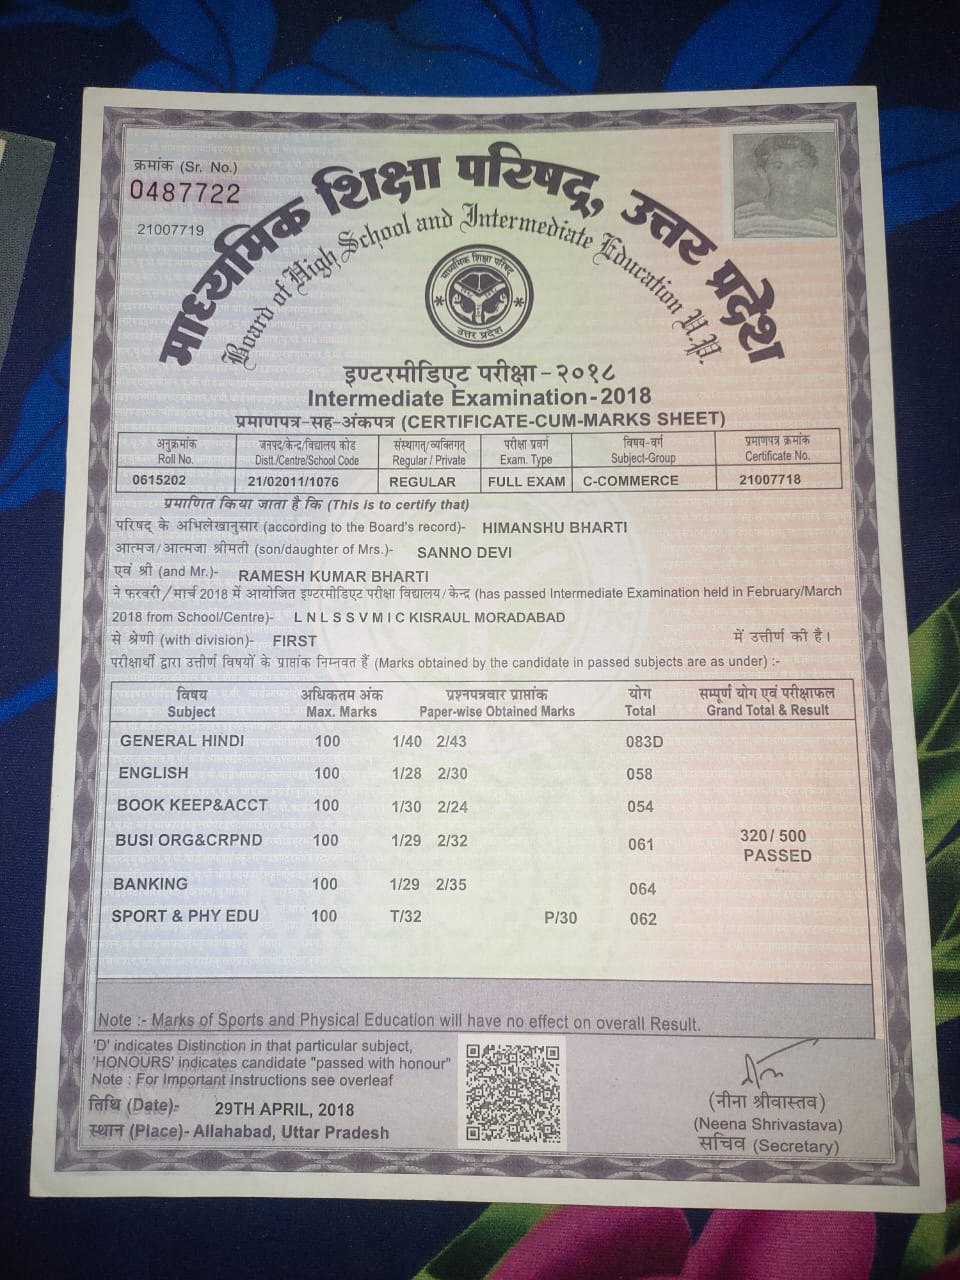 क्रमांक (Sr. No.)
0487722
21007719
माध्यमिक शिक्षा परिषद्, उत्तर प्रदेश
Board of High School and Intermediate Education U.P.
माध्यमिक शिक्षा परिषद्
उत्तर प्रदेश
इण्टरमीडिएट परीक्षा - २०१८
Intermediate Examination - 2018
प्रमाणपत्र-सह-अंकपत्र (CERTIFICATE-CUM-MARKS SHEET)
अनुक्रमांक जनपद/केन्द्र/विद्यालय कोड संस्थागत/व्यक्तिगत् परीक्षा प्रवर्ग विषय-वर्ग प्रमाणपत्र क्रमांक
Roll No. Distt./Centre/School Code Regular / Private Exam. Type Subject-Group Certificate No.
0615202 21/02011/1076 REGULAR FULL EXAM C-COMMERCE 21007718
प्रमाणित किया जाता है कि (This is to certify that)
परिषद् के अभिलेखानुसार (according to the Board's record)- HIMANSHU BHARTI
आत्मज/आत्मजा श्रीमती (son/daughter of Mrs.)- SANNO DEVI
एवं श्री (and Mr.)- RAMESH KUMAR BHARTI
ने फरवरी/मार्च 2018 में आयोजित इण्टरमीडिएट परीक्षा विद्यालय/केन्द्र (has passed Intermediate Examination held in February/March
2018 from School/Centre)- L N L S S V M I C KISRAUL MORADABAD
से श्रेणी (with division)- FIRST में उत्तीर्ण की है।
परीक्षार्थी द्वारा उत्तीर्ण विषयों के प्राप्तांक निम्नवत हैं (Marks obtained by the candidate in passed subjects are as under) :-
विषय अधिकतम अंक प्रश्नपत्रवार प्राप्तांक योग सम्पूर्ण योग एवं परीक्षाफल
Subject Max. Marks Paper-wise Obtained Marks Total Grand Total & Result
GENERAL HINDI 100 1/40 2/43 083D
ENGLISH 100 1/28 2/30 058
BOOK KEEP&ACCT 100 1/30 2/24 054
BUSI ORG&CRPND 100 1/29 2/32 061 320/ 500
PASSED
BANKING 100 1/29 2/35 064
SPORT & PHY EDU 100 T/32 P/30 062
Note :- Marks of Sports and Physical Education will have no effect on overall Result.
'D' indicates Distinction in that particular subject,
'HONOURS' indicates candidate "passed with honour"
Note : For Important Instructions see overleaf
तिथि (Date)- 29TH APRIL, 2018
स्थान (Place)- Allahabad, Uttar Pradesh
(नीना श्रीवास्तव)
(Neena Shrivastava)
सचिव (Secretary)